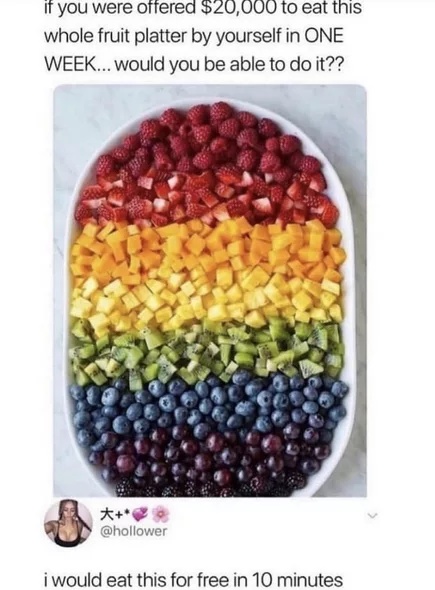 if you were offered $20,000 to eat this
whole fruit platter by yourself in ONE
WEEK... would you be able to do it??
大+*💞🌸
@hollower
i would eat this for free in 10 minutes